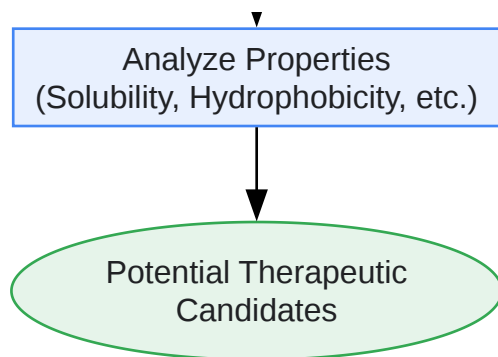 Analyze Properties
(Solubility, Hydrophobicity, etc.)
Potential Therapeutic
Candidates